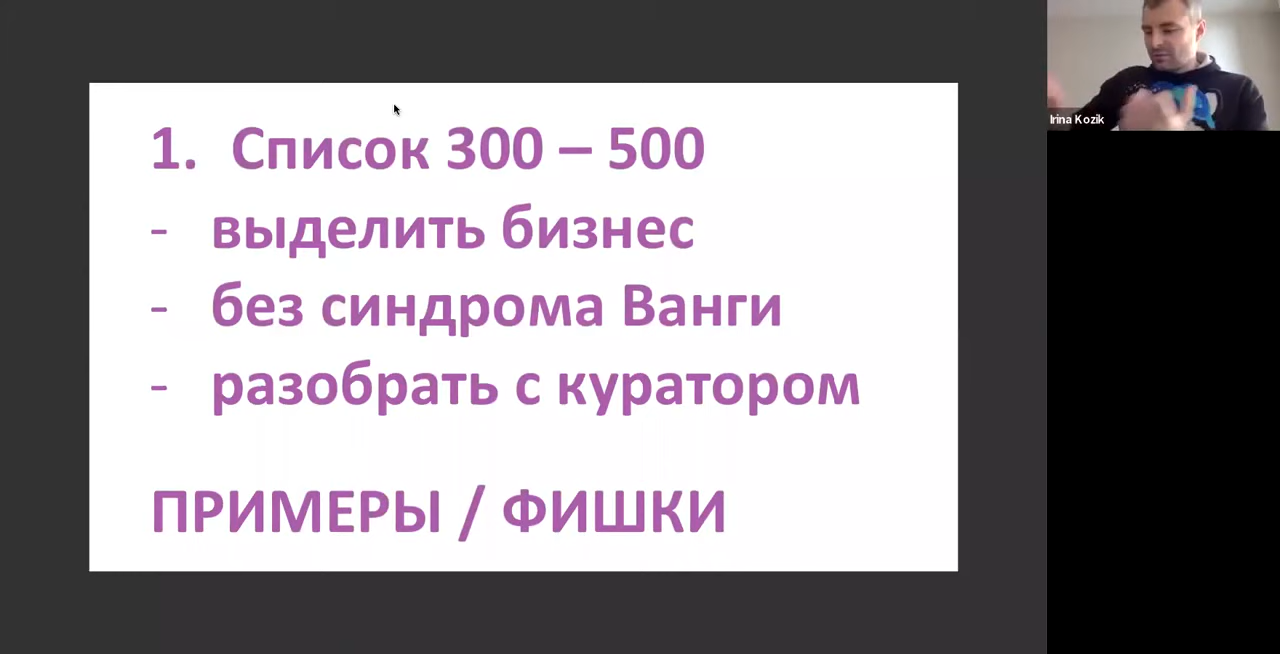 1. Список 300 – 500
- выделить бизнес
- без синдрома Ванги
- разобрать с куратором
ПРИМЕРЫ / ФИШКИ
Irina Kozik